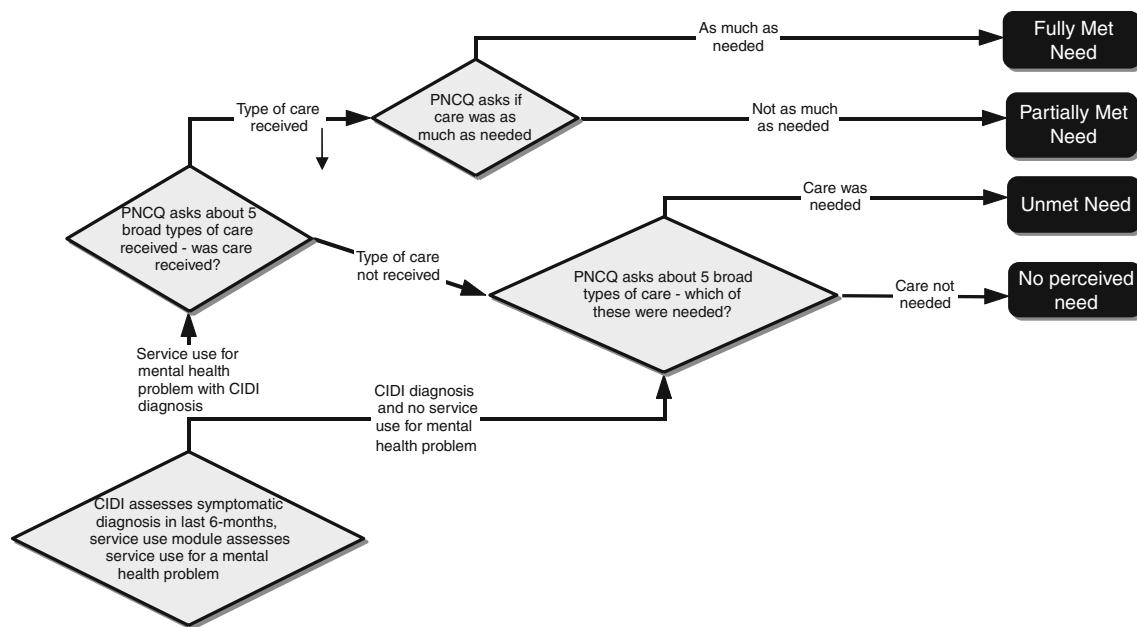 As much as
needed
Fully Met
Need
Type of care
received
PNCQ asks if
care was as
much as needed
Not as much
as needed
Partially Met
Need
PNCQ asks about 5
broad types of care
received - was care
received?
Care was
needed
Unmet Need
Type of care
not received
PNCQ asks about 5 broad
types of care - which of
these were needed?
Care not
needed
No perceived
need
Service use for
mental health
problem with CIDI
diagnosis
CIDI diagnosis
and no service
use for mental
health problem
CIDI assesses symptomatic
diagnosis in last 6-months,
service use module assesses
service use for a mental
health problem